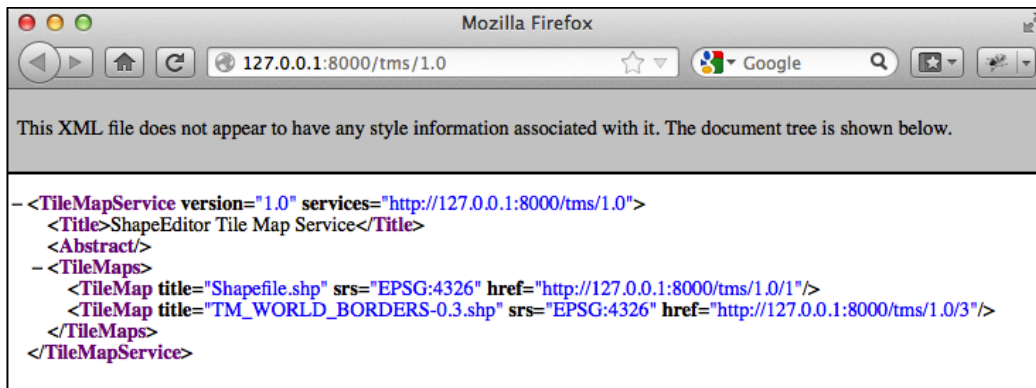 Mozilla Firefox
127.0.0.1:8000/tms/1.0
Google
This XML file does not appear to have any style information associated with it. The document tree is shown below.
– <TileMapService version="1.0" services="http://127.0.0.1:8000/tms/1.0">
<Title>ShapeEditor Tile Map Service</Title>
<Abstract/>
– <TileMaps>
<TileMap title="Shapefile.shp" srs="EPSG:4326" href="http://127.0.0.1:8000/tms/1.0/1"/>
<TileMap title="TM_WORLD_BORDERS-0.3.shp" srs="EPSG:4326" href="http://127.0.0.1:8000/tms/1.0/3"/>
</TileMaps>
</TileMapService>